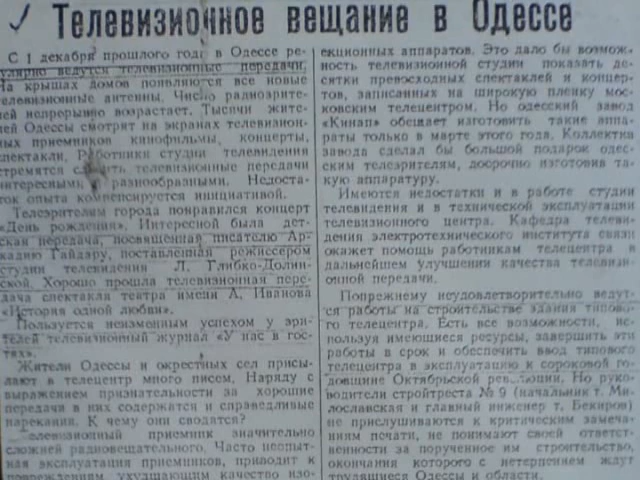 Телевизионное вещание в Одессе
С 1 декабря прошлого года в Одессе ре-
гулярно ведутся телевизионные передачи.
На крышах домов появляются все новые
телевизионные антенны. Число радиозрите-
лей непрерывно возрастает. Тысячи жите-
лей Одессы смотрят на экранах телевизион-
ных приемников кинофильмы, концерты,
спектакли. Работники студии телевидения
стремятся сделать телевизионные передачи
интересными, разнообразными. Недоста-
ток опыта компенсируется инициативой.
Телезрителям города понравился концерт
«День рождения». Интересной была дет-
ская передача, посвященная писателю Ар-
кадию Гайдару, поставленная режиссером
студии телевидения Л. Глибко-Долин-
ской. Хорошо прошла телевизионная пере-
дача спектакля театра имени А. Иванова
«История одной любви».
Пользуется неизменным успехом у зри-
телей телевизионный журнал «У нас в гос-
тях».
Жители Одессы и окрестных сел присы-
лают в телецентр много писем. Наряду с
выражением признательности за хорошие
передачи в них содержатся и справедливые
нарекания. К чему они сводятся?
Телевизионный приемник значительно
сложней радиовещательного. Часто неопыт-
ная эксплуатация приемников, приводит к
повреждениям, ухудшающим качество изо-
екционных аппаратов. Это дало бы возмож-
ность телевизионной студии показать де-
сятки превосходных спектаклей и концер-
тов, записанных на широкую пленку мос-
ковским телецентром. Но одесский завод
«Кинап» обещает изготовить такие аппа-
раты только в марте этого года. Коллектив
завода сделал бы большой подарок одес-
ским телезрителям, досрочно изготовив та-
кую аппаратуру.
Имеются недостатки и в работе студии
телевидения и в технической эксплуатации
телевизионного центра. Кафедра телеви-
дения электротехнического института связи
окажет помощь работникам телецентра в
дальнейшем улучшения качества телевизи-
онной передачи.
Попрежнему неудовлетворительно ведут-
ся работы на строительстве здания типово-
го телецентра. Есть все возможности, ис-
пользуя имеющиеся ресурсы, завершить эти
работы в срок и обеспечить ввод типового
телецентра в эксплуатацию к сороковой го-
довщине Октябрьской революции. Но руко-
водители стройтреста № 9 (начальник т. Ми-
лославская и главный инженер т. Бекирон)
не прислушиваются к критическим замеча-
ниям печати, не понимают своей ответст-
венности за порученное им строительство,
окончания которого с нетерпением ждут
трудящиеся Одессы и области.